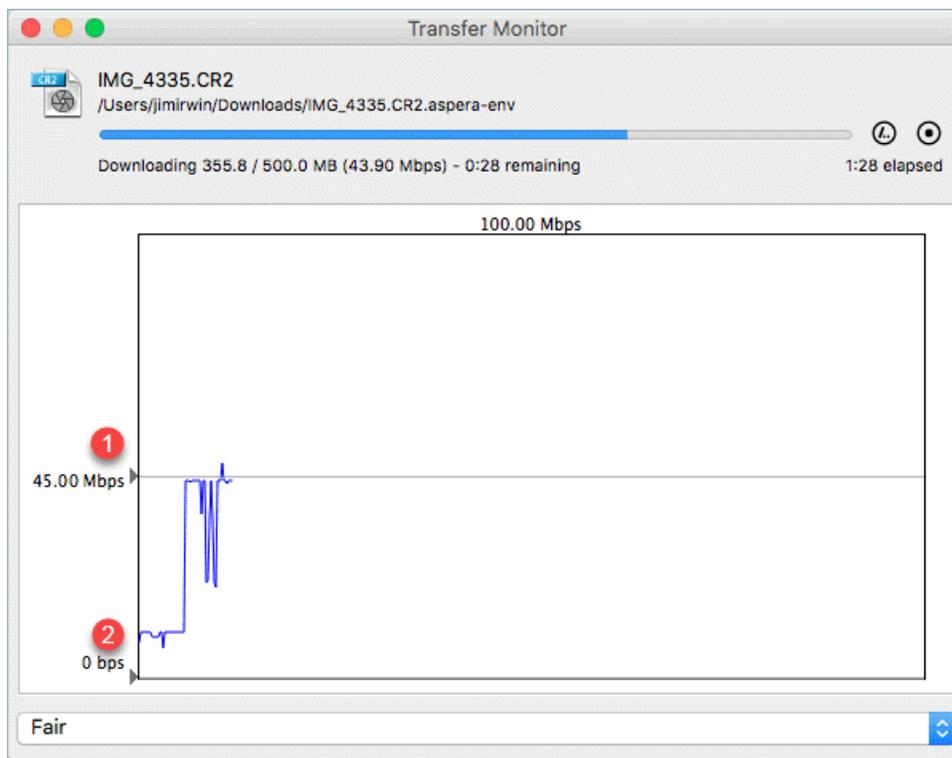 Transfer Monitor
CR2
IMG_4335.CR2
/Users/jimirwin/Downloads/IMG_4335.CR2.aspera-env
Downloading 355.8 / 500.0 MB (43.90 Mbps) - 0:28 remaining
1:28 elapsed
100.00 Mbps
1
45.00 Mbps
2
0 bps
Fair